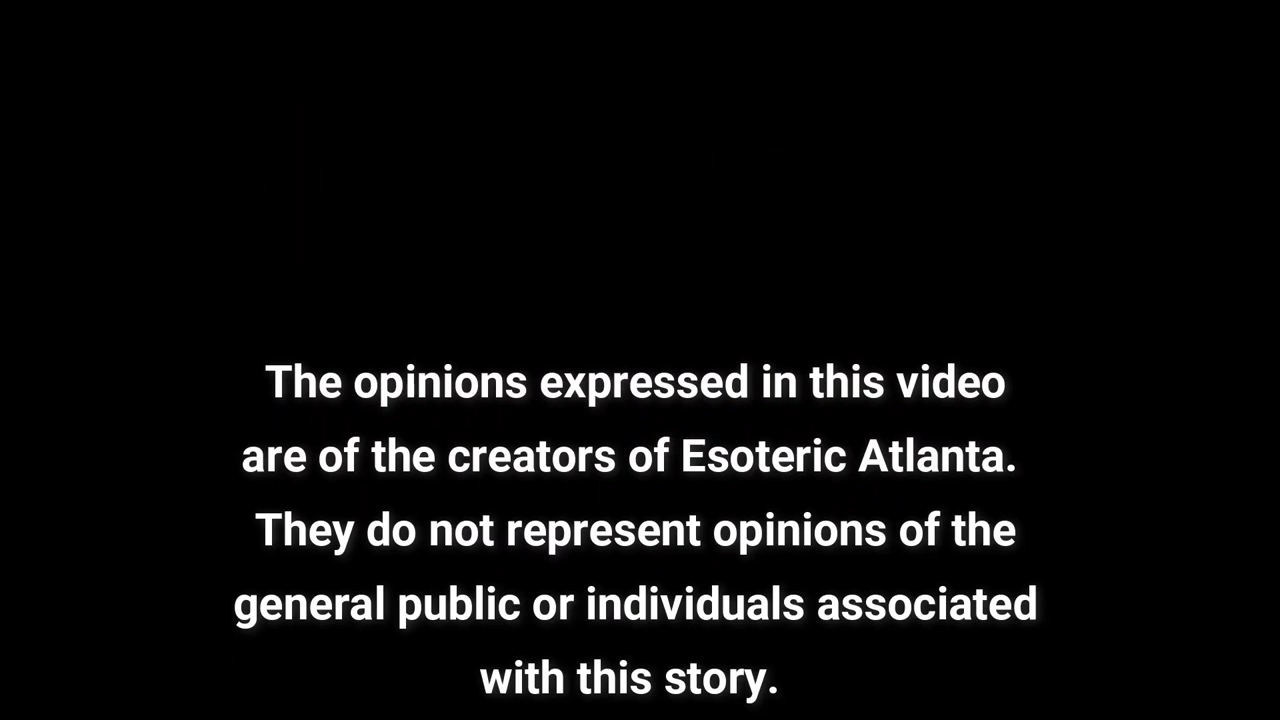 The opinions expressed in this video
are of the creators of Esoteric Atlanta.
They do not represent opinions of the
general public or individuals associated
with this story.